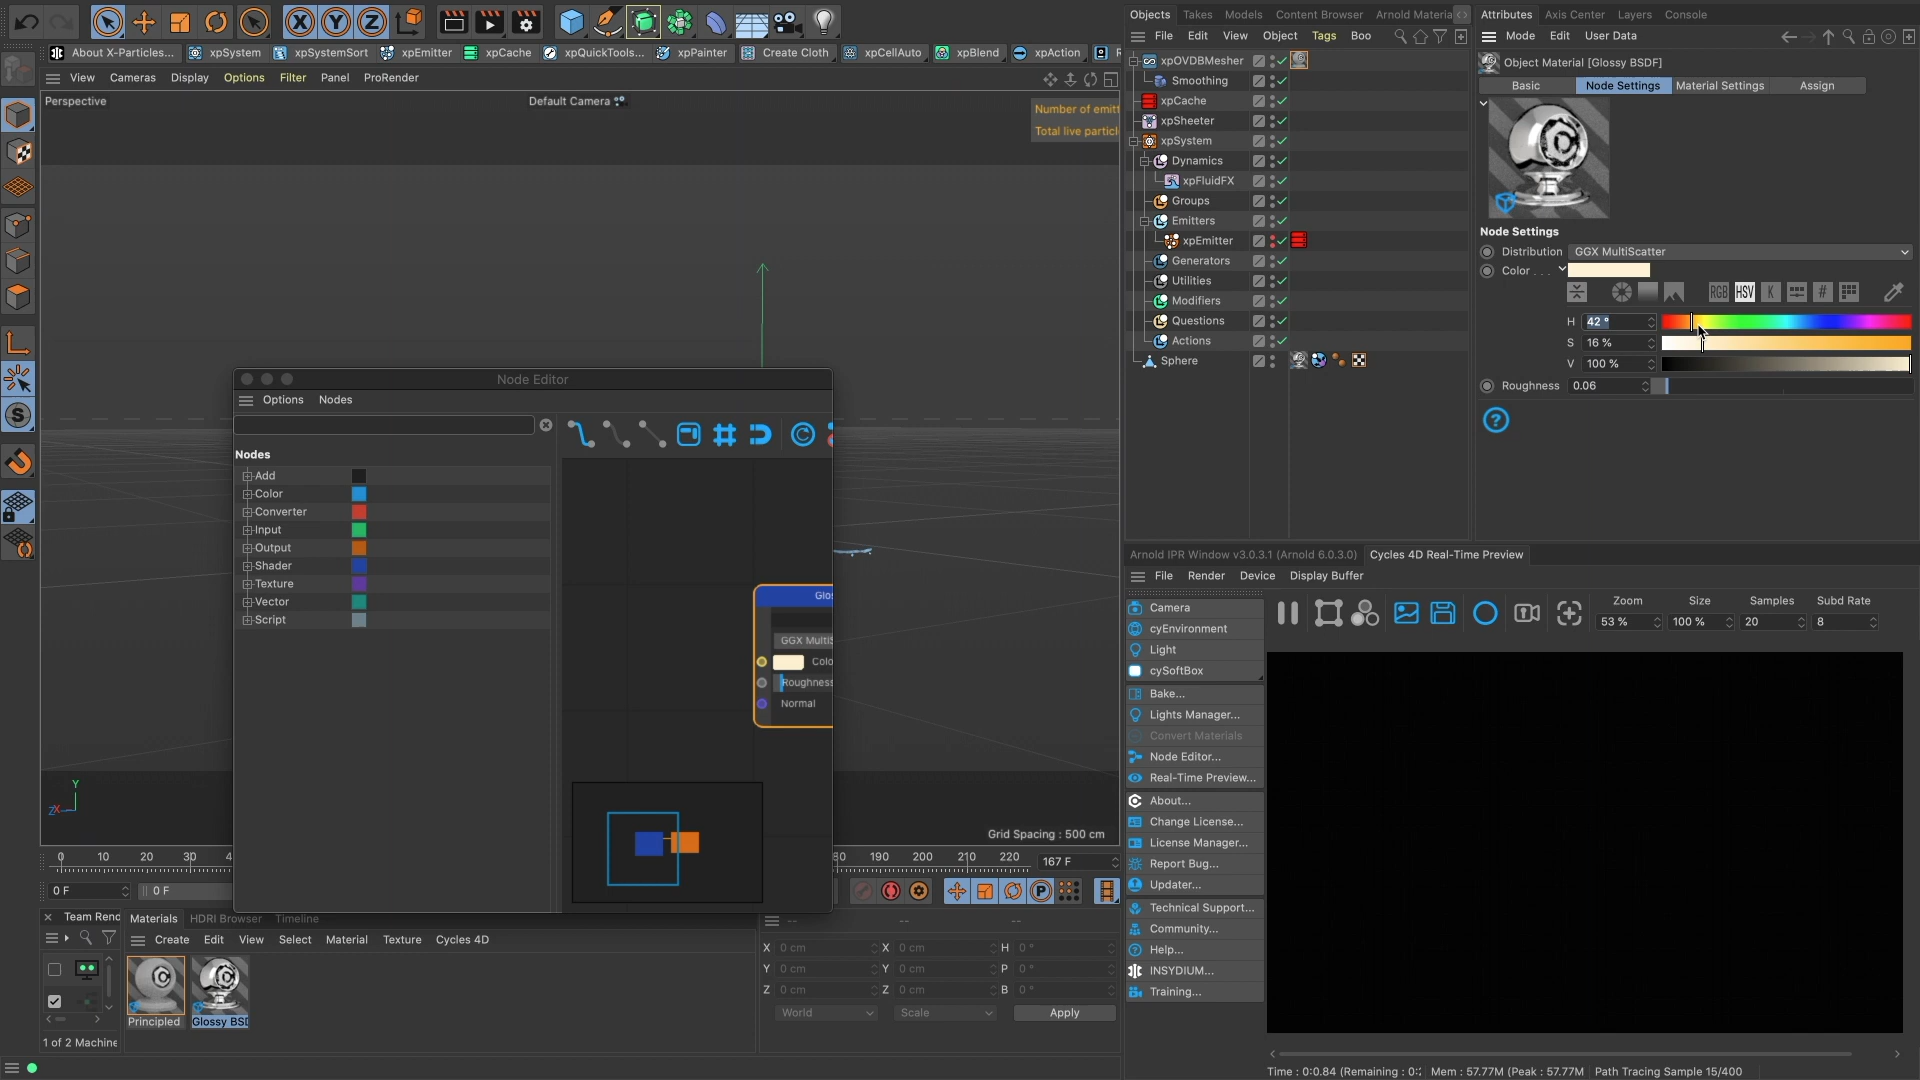 Objects Takes Models Content Browser Arnold Materia
Attributes Axis Center Layers Console
File Edit View Object Tags Boo
Mode Edit User Data
About X-Particles... xpSystem xpSystemSort xpEmitter xpCache xpQuickTools... xpPainter Create Cloth xpCellAuto xpBlend xpAction
View Cameras Display Options Filter Panel ProRender
Perspective
Default Camera
Number of emitt
Total live particl
xpOVDBMesher
Smoothing
xpCache
xpSheeter
xpSystem
Dynamics
xpFluidFX
Groups
Emitters
xpEmitter
Generators
Utilities
Modifiers
Questions
Actions
Sphere
Object Material [Glossy BSDF]
Basic Node Settings Material Settings Assign
Node Settings
Distribution GGX MultiScatter
Color . . .
RGB HSV K #
H 42 °
S 16 %
V 100 %
Roughness 0.06
?
Node Editor
Options Nodes
Nodes
Add
Color
Converter
Input
Output
Shader
Texture
Vector
Script
Glos
GGX MultiS
Colo
Roughness
Normal
Y
Z X
Grid Spacing : 500 cm
0 10 20 30 4
80 190 200 210 220 167 F
0 F 0 F
Team Rend Materials HDRI Browser Timeline
Create Edit View Select Material Texture Cycles 4D
Principled Glossy BSI
1 of 2 Machine
-- -- --
X 0 cm X 0 cm H 0 °
Y 0 cm Y 0 cm P 0 °
Z 0 cm Z 0 cm B 0 °
World Scale Apply
Arnold IPR Window v3.0.3.1 (Arnold 6.0.3.0) Cycles 4D Real-Time Preview
File Render Device Display Buffer
Camera
cyEnvironment
Light
cySoftBox
Bake...
Lights Manager...
Convert Materials
Node Editor...
Real-Time Preview...
About...
Change License...
License Manager...
Report Bug...
Updater...
Technical Support...
Community...
Help...
INSYDIUM...
Training...
Zoom Size Samples Subd Rate
53 % 100 % 20 8
Time : 0:0.84 (Remaining : 0:2 Mem : 57.77M (Peak : 57.77M Path Tracing Sample 15/400